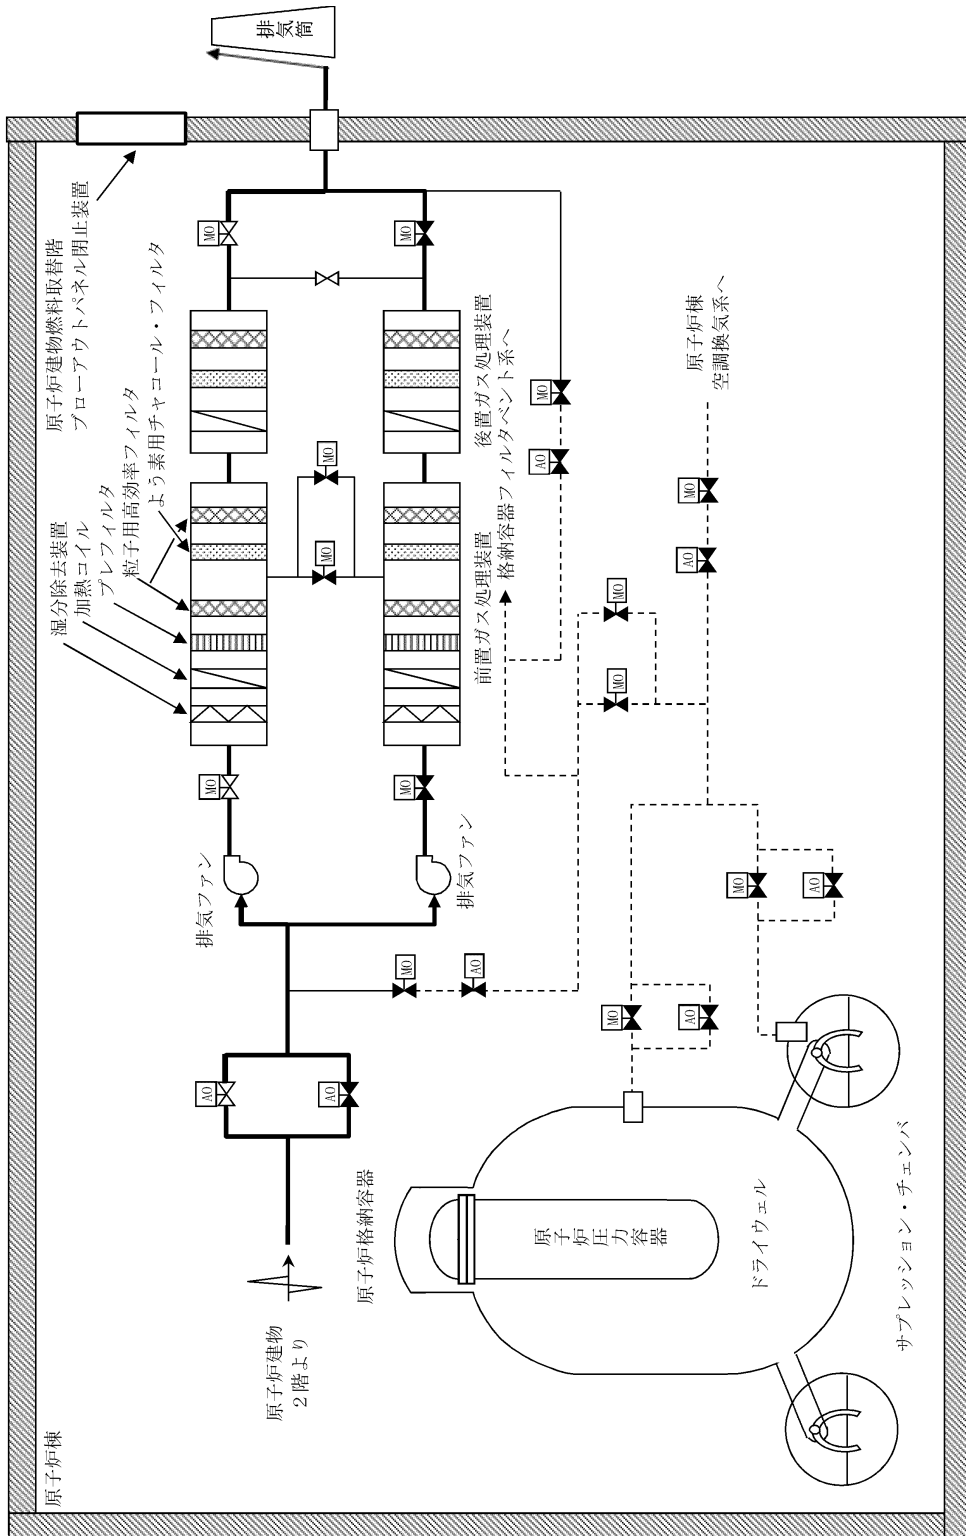 原子炉棟
原子炉建物
２階より
原子炉格納容器
原子炉圧力容器
ドライウェル
サプレッション・チェンバ
AO
AO
排気ファン
排気ファン
MO
AO
MO
AO
MO
AO
MO
MO
湿分除去装置
加熱コイル
プレフィルタ
粒子用高効率フィルタ
よう素用チャコール・フィルタ
原子炉建物燃料取替階
ブローアウトパネル閉止装置
MO
MO
前置ガス処理装置
後置ガス処理装置
格納容器フィルタベント系へ
MO
MO
AO
MO
AO
MO
原子炉棟
空調換気系へ
MO
MO
排気筒